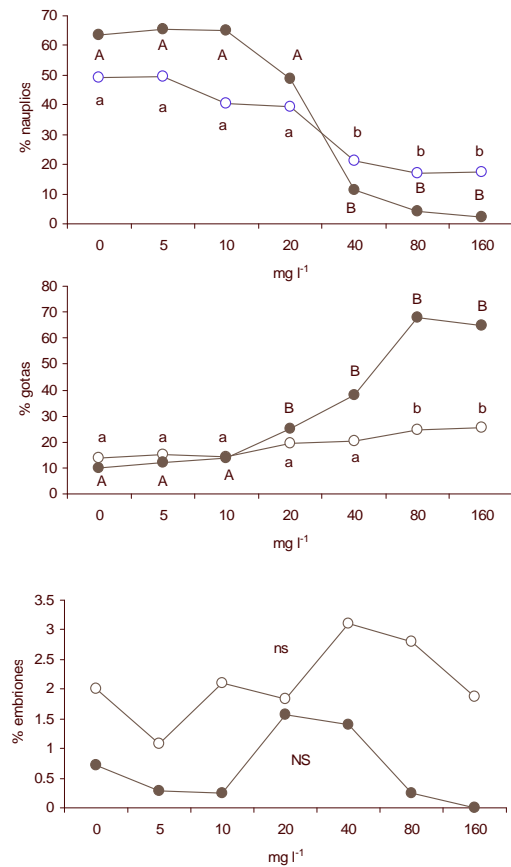 70
60
50
40
30
20
10
0
% nauplios
A A A A
a a a a
b b b
B B B
0 5 10 20 40 80 160
mg l-1
80
70
60
50
40
30
20
10
0
% gotas
B B
B
B
a a a b b
a a
A A A
0 5 10 20 40 80 160
mg l-1
3.5
3
2.5
2
1.5
1
0.5
0
% embriones
ns
NS
0 5 10 20 40 80 160
mg l-1